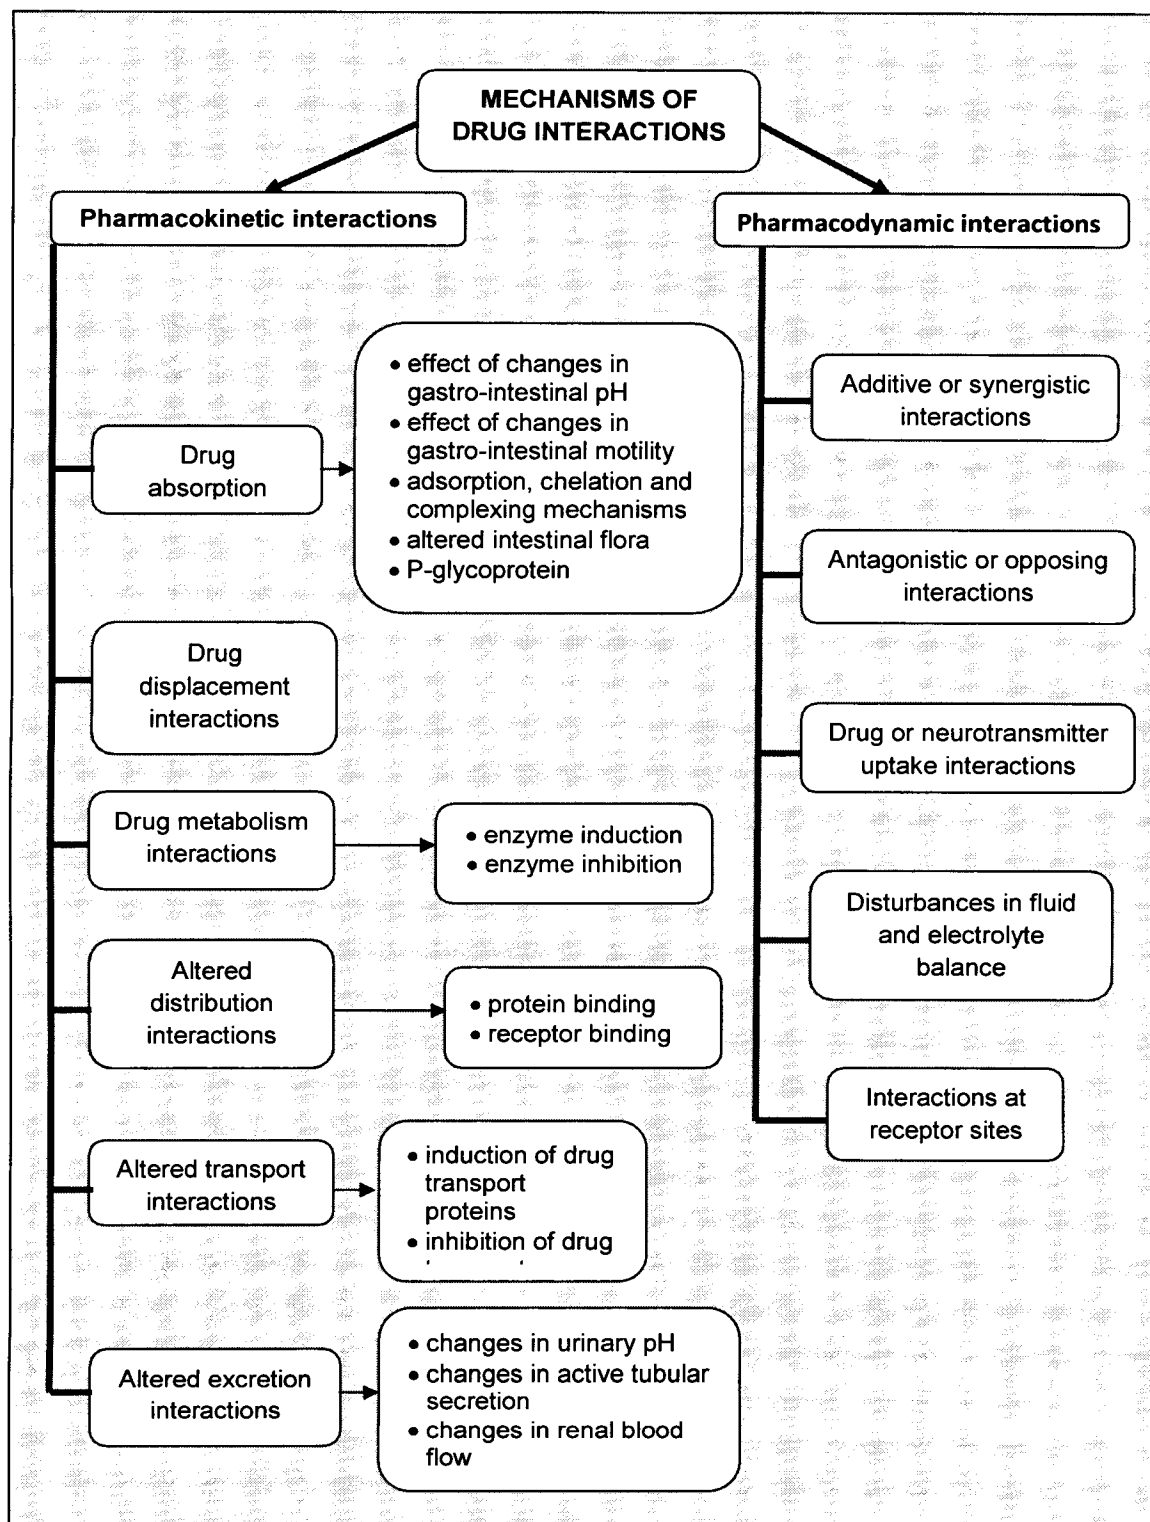 MECHANISMS OF
DRUG INTERACTIONS
Pharmacokinetic interactions
Pharmacodynamic interactions
Drug
absorption
• effect of changes in
gastro-intestinal pH
• effect of changes in
gastro-intestinal motility
• adsorption, chelation and
complexing mechanisms
• altered intestinal flora
• P-glycoprotein
Drug
displacement
interactions
Drug metabolism
interactions
• enzyme induction
• enzyme inhibition
Altered
distribution
interactions
• protein binding
• receptor binding
Altered transport
interactions
• induction of drug
transport
proteins
• inhibition of drug
Altered excretion
interactions
• changes in urinary pH
• changes in active tubular
secretion
• changes in renal blood
flow
Additive or synergistic
interactions
Antagonistic or opposing
interactions
Drug or neurotransmitter
uptake interactions
Disturbances in fluid
and electrolyte
balance
Interactions at
receptor sites